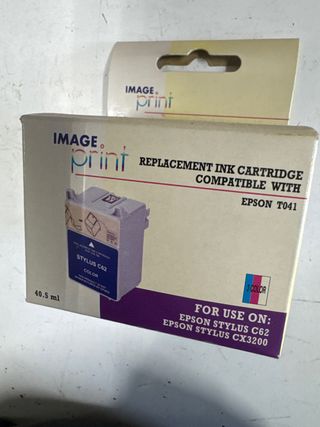 IMAGE
print
IMAGE
print
REPLACEMENT INK CARTRIDGE
COMPATIBLE WITH
EPSON T041
STYLUS C62
COLOR
COLOR
40.5 ml
FOR USE ON:
EPSON STYLUS C62
EPSON STYLUS CX3200